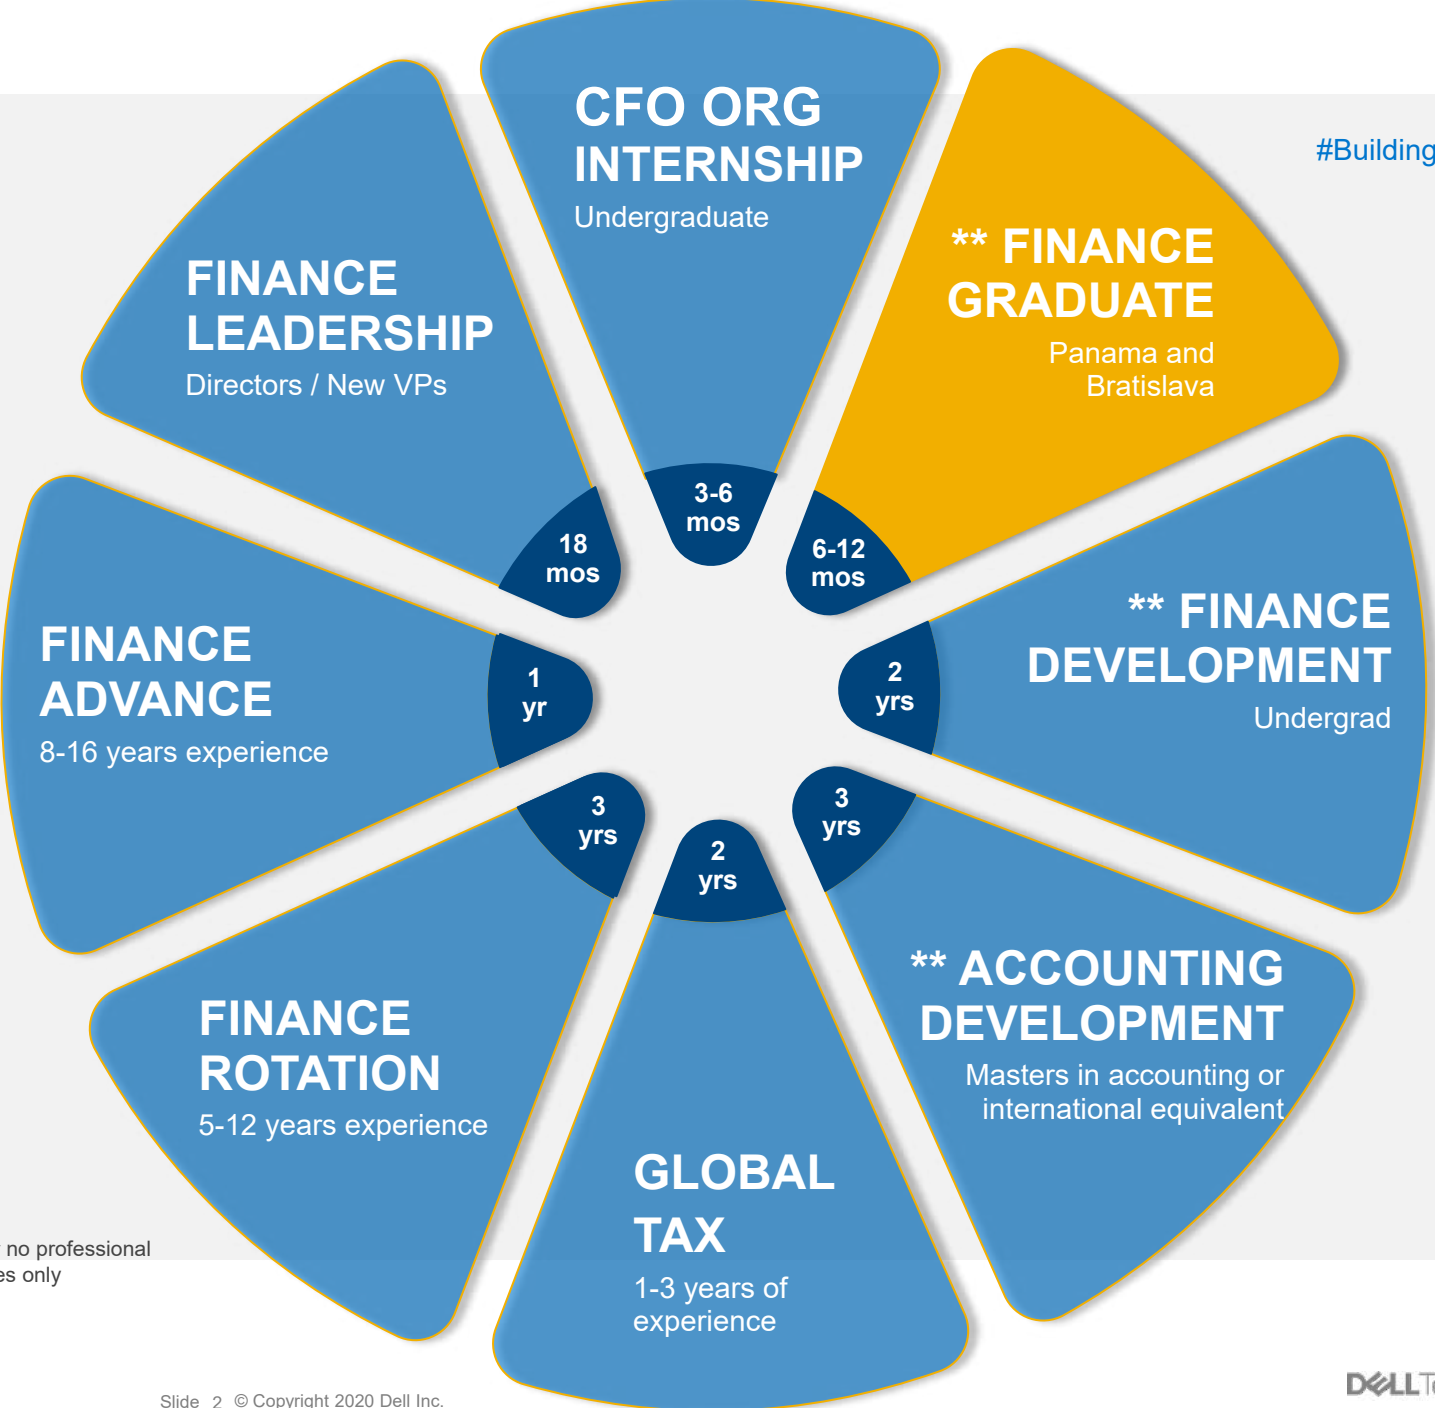 CFO ORG
INTERNSHIP
Undergraduate
3-6
mos
#Building
** FINANCE
GRADUATE
Panama and
Bratislava
6-12
mos
** FINANCE
DEVELOPMENT
Undergrad
2
yrs
** ACCOUNTING
DEVELOPMENT
Masters in accounting or
international equivalent
3
yrs
GLOBAL
TAX
1-3 years of
experience
2
yrs
FINANCE
ROTATION
5-12 years experience
3
yrs
FINANCE
ADVANCE
8-16 years experience
1
yr
FINANCE
LEADERSHIP
Directors / New VPs
18
mos
no professional
only
Slide 2 © Copyright 2020 Dell Inc.
DELL